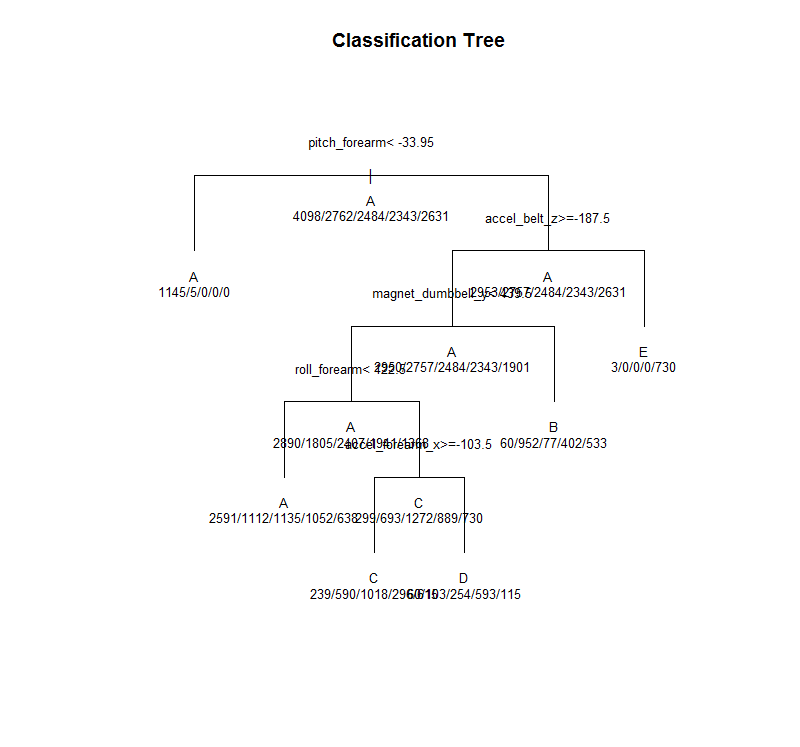 Classification Tree
pitch_forearm< -33.95
A
4098/2762/2484/2343/2631
accel_belt_z>=-187.5
A
1145/5/0/0/0
A
2953/2757/2484/2343/2631
magnet_dumbbell_y< 439.5
A
2950/2757/2484/2343/1901
E
3/0/0/0/730
roll_forearm< 122.5
A
2890/1805/2407/1941/1368
B
60/952/77/402/533
accel_forearm_x>=-103.5
A
2591/1112/1135/1052/638
C
299/693/1272/889/730
C
239/590/1018/296/615
D
60/103/254/593/115